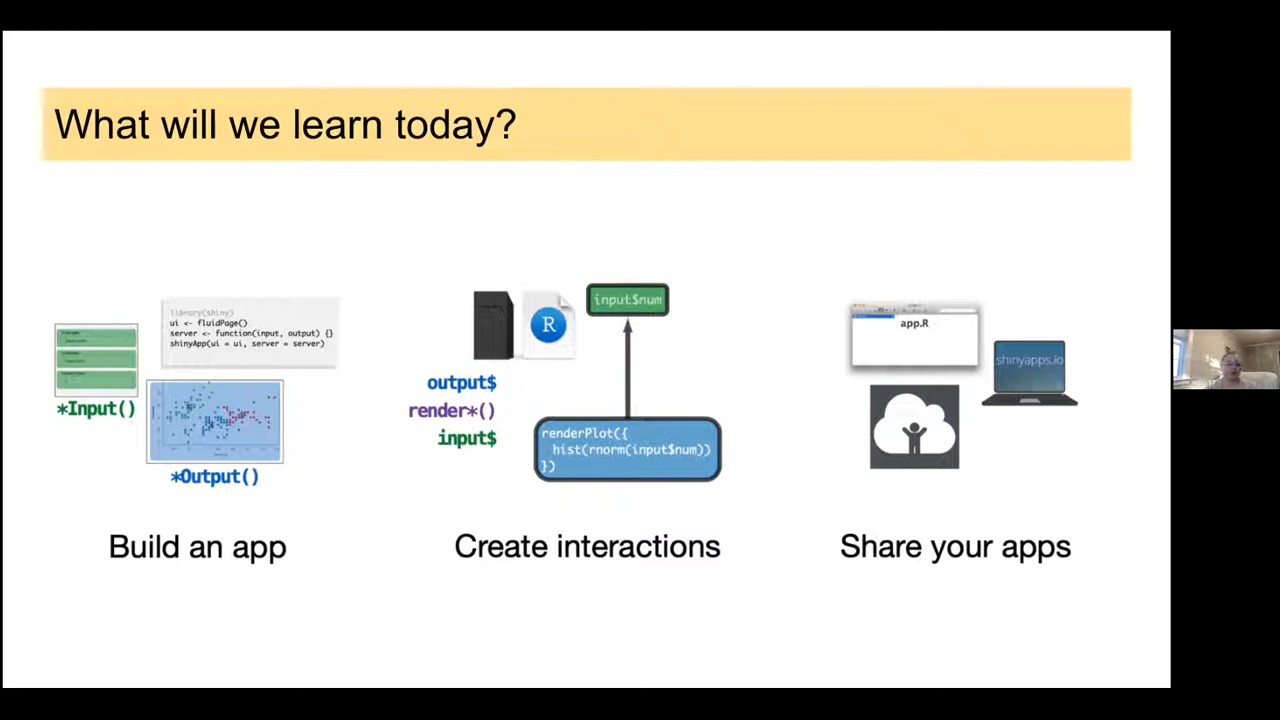 What will we learn today?
library(shiny)
ui <- fluidPage()
server <- function(input, output) {}
shinyApp(ui = ui, server = server)
*Input()
*Output()
Build an app
R
input$num
output$
render*()
input$
renderPlot({
hist(rnorm(input$num))
})
Create interactions
app.R
shinyapps.io
Share your apps